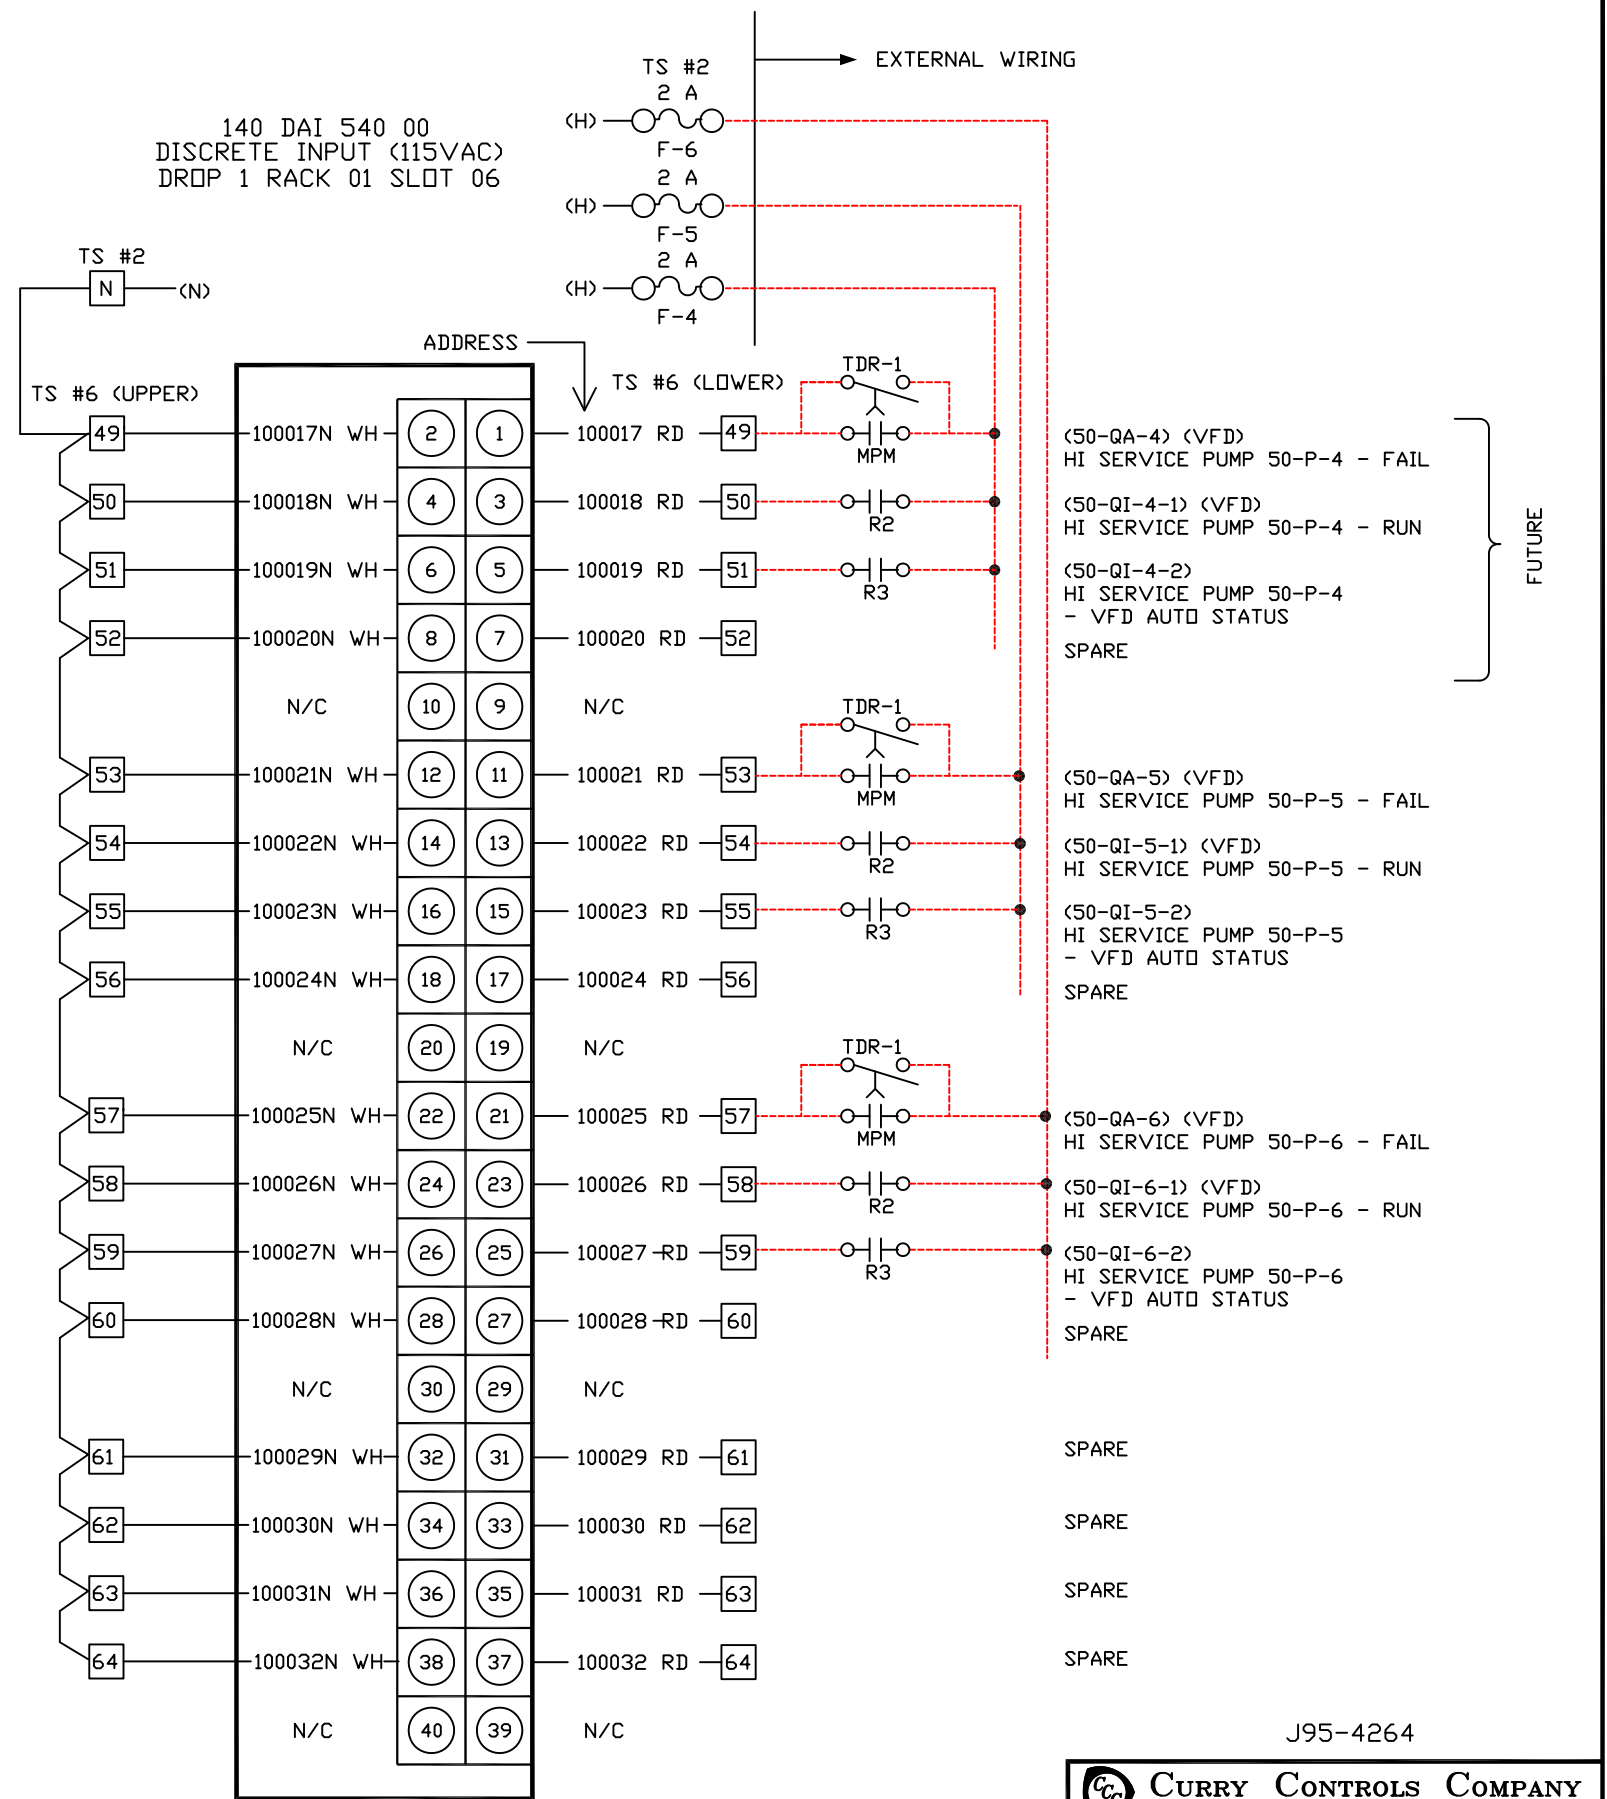 TS #2
EXTERNAL WIRING
2 A
(H)
F-6
140 DAI 540 00
DISCRETE INPUT (115VAC)
DROP 1 RACK 01 SLOT 06
2 A
(H)
F-5
2 A
(H)
F-4
TS #2
N (N)
ADDRESS
TS #6 (UPPER)
TS #6 (LOWER)
TDR-1
49 100017N WH 2 1 100017 RD 49
MPM
(50-QA-4) (VFD)
HI SERVICE PUMP 50-P-4 - FAIL
50 100018N WH 4 3 100018 RD 50
R2
(50-QI-4-1) (VFD)
HI SERVICE PUMP 50-P-4 - RUN
FUTURE
51 100019N WH 6 5 100019 RD 51
R3
(50-QI-4-2)
HI SERVICE PUMP 50-P-4
- VFD AUTO STATUS
52 100020N WH 8 7 100020 RD 52
SPARE
N/C 10 9 N/C
TDR-1
53 100021N WH 12 11 100021 RD 53
MPM
(50-QA-5) (VFD)
HI SERVICE PUMP 50-P-5 - FAIL
54 100022N WH 14 13 100022 RD 54
R2
(50-QI-5-1) (VFD)
HI SERVICE PUMP 50-P-5 - RUN
55 100023N WH 16 15 100023 RD 55
R3
(50-QI-5-2)
HI SERVICE PUMP 50-P-5
- VFD AUTO STATUS
56 100024N WH 18 17 100024 RD 56
SPARE
N/C 20 19 N/C
TDR-1
57 100025N WH 22 21 100025 RD 57
MPM
(50-QA-6) (VFD)
HI SERVICE PUMP 50-P-6 - FAIL
58 100026N WH 24 23 100026 RD 58
R2
(50-QI-6-1) (VFD)
HI SERVICE PUMP 50-P-6 - RUN
59 100027N WH 26 25 100027 RD 59
R3
(50-QI-6-2)
HI SERVICE PUMP 50-P-6
- VFD AUTO STATUS
60 100028N WH 28 27 100028 RD 60
SPARE
N/C 30 29 N/C
61 100029N WH 32 31 100029 RD 61
SPARE
62 100030N WH 34 33 100030 RD 62
SPARE
63 100031N WH 36 35 100031 RD 63
SPARE
64 100032N WH 38 37 100032 RD 64
SPARE
N/C 40 39 N/C
J95-4264
CCC CURRY CONTROLS COMPANY